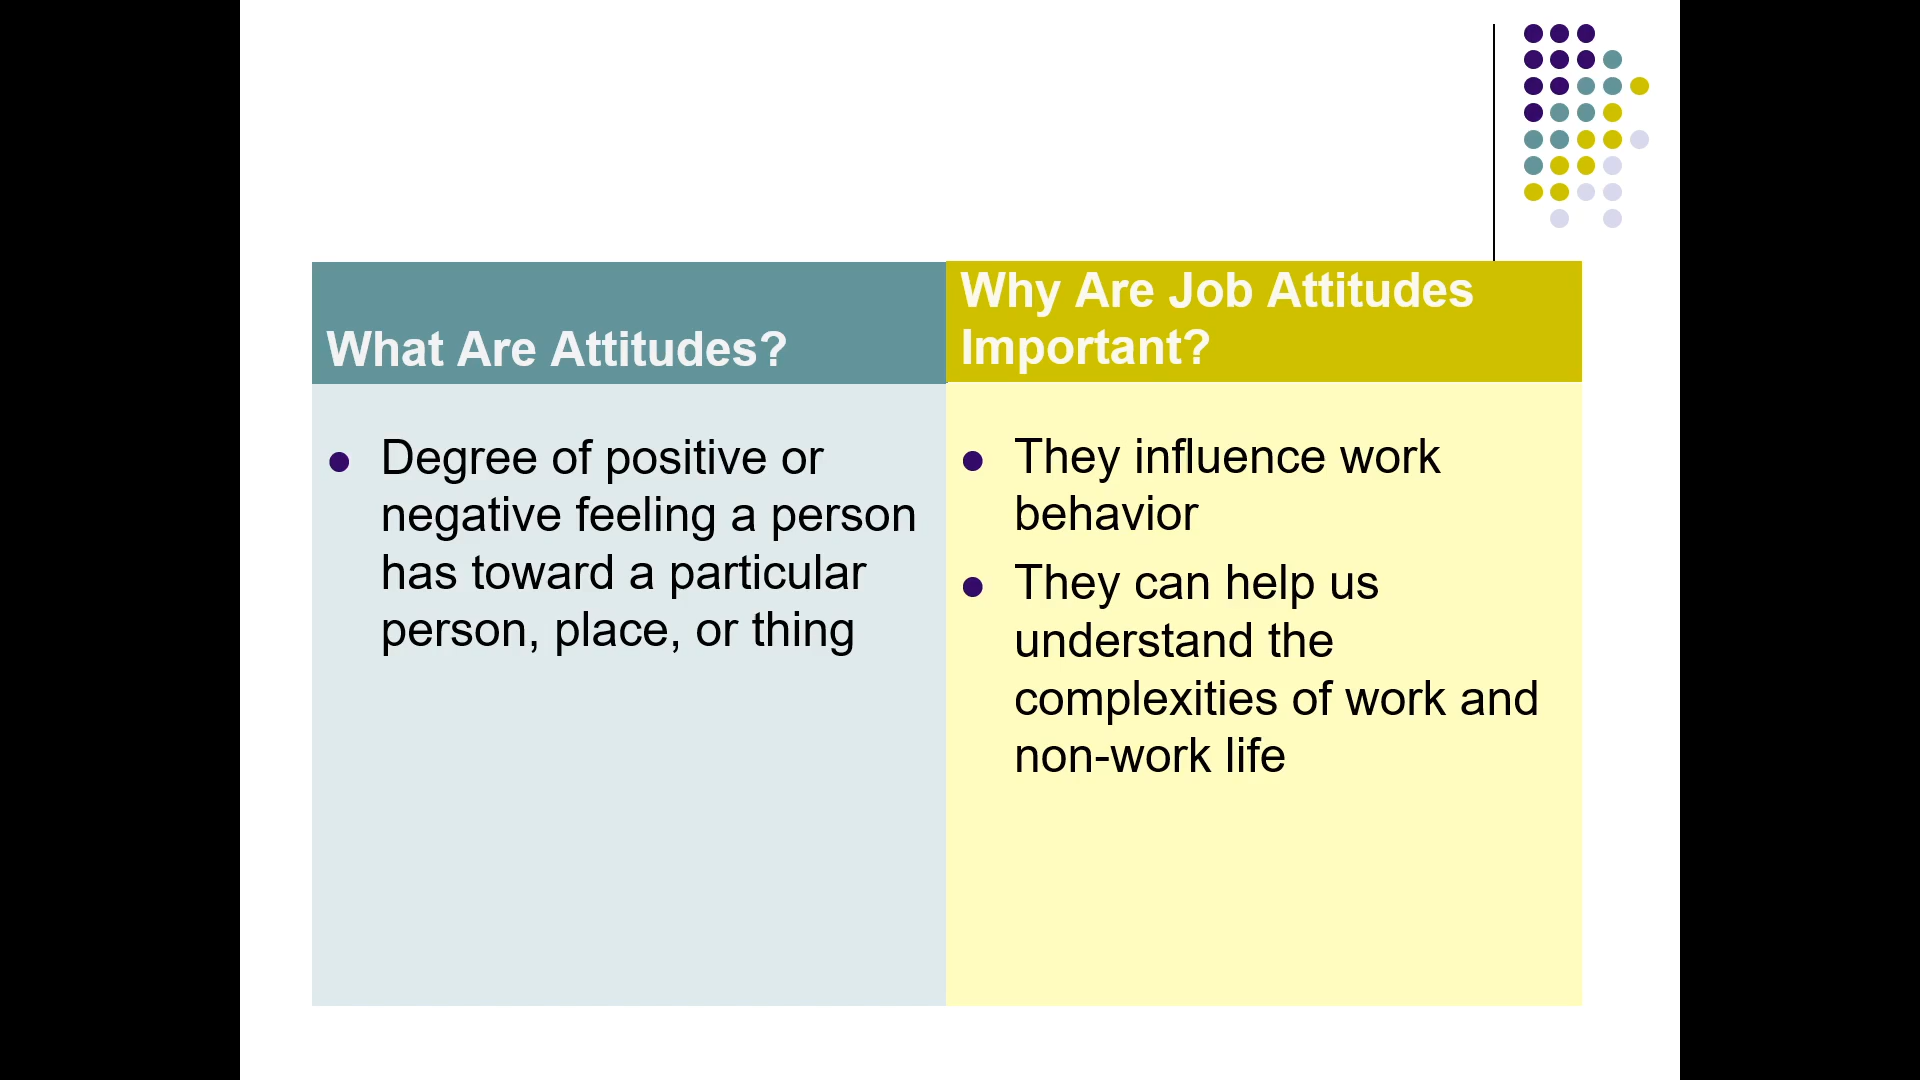 What Are Attitudes?
Degree of positive or
negative feeling a person
has toward a particular
person, place, or thing
Why Are Job Attitudes
Important?
They influence work
behavior
They can help us
understand the
complexities of work and
non-work life